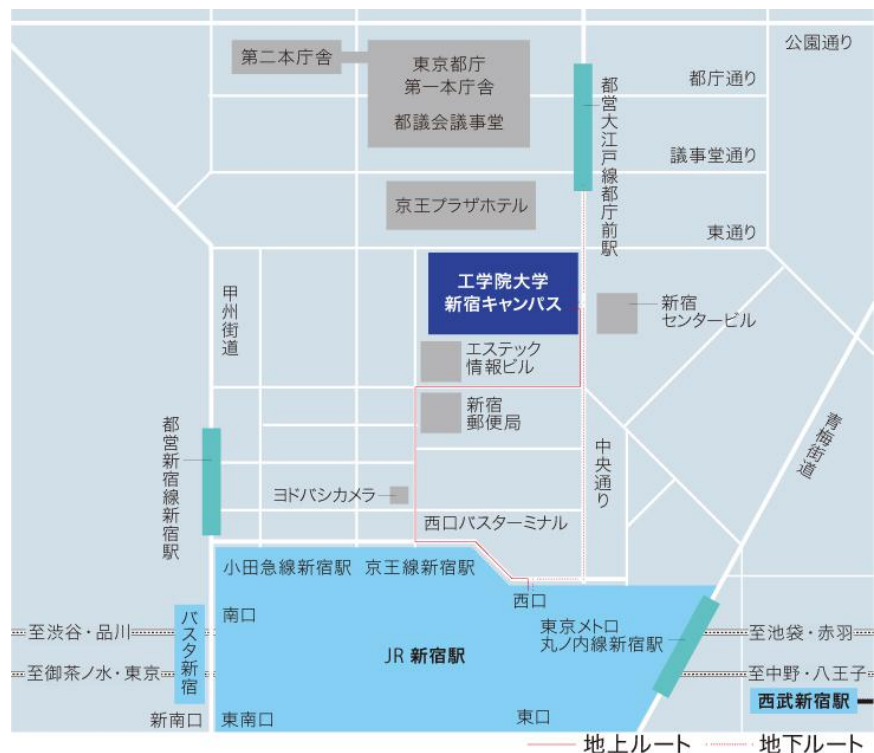 公園通り
第二本庁舎
東京都庁
第一本庁舎
都議会議事堂
都庁通り
都営大江戸線都庁前駅
議事堂通り
京王プラザホテル
東通り
工学院大学
新宿キャンパス
新宿
センタービル
甲州街道
エステック
情報ビル
新宿
郵便局
青梅街道
都営新宿線新宿駅
中央通り
ヨドバシカメラ
西口バスターミナル
小田急線新宿駅
京王線新宿駅
西口
南口
バスタ新宿
東京メトロ
丸ノ内線新宿駅
至渋谷・品川
至池袋・赤羽
JR 新宿駅
至御茶ノ水・東京
至中野・八王子
西武新宿駅
新南口
東南口
東口
地上ルート
地下ルート